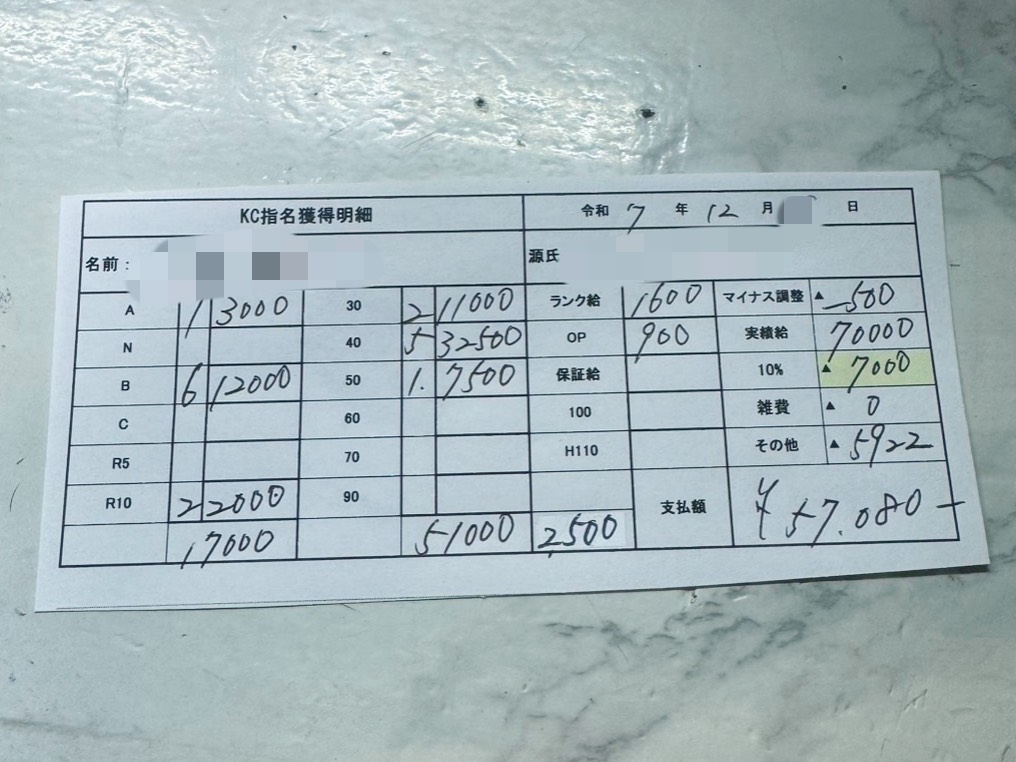 KC指名獲得明細 令和 7 年 12 月 日
名前： 源氏
A 1 3000 30 2 11000 ランク給 1600 マイナス調整 ▲ 500
N 40 5 32500 OP 900 実績給 70000
B 6 12000 50 1. 7500 保証給 10% ▲ 7000
C 60 100 雑費 ▲ 0
R5 70 H110 その他 ▲ 5922
R10 2 2000 90 支払額 ¥57.080-
17000 51000 2,500